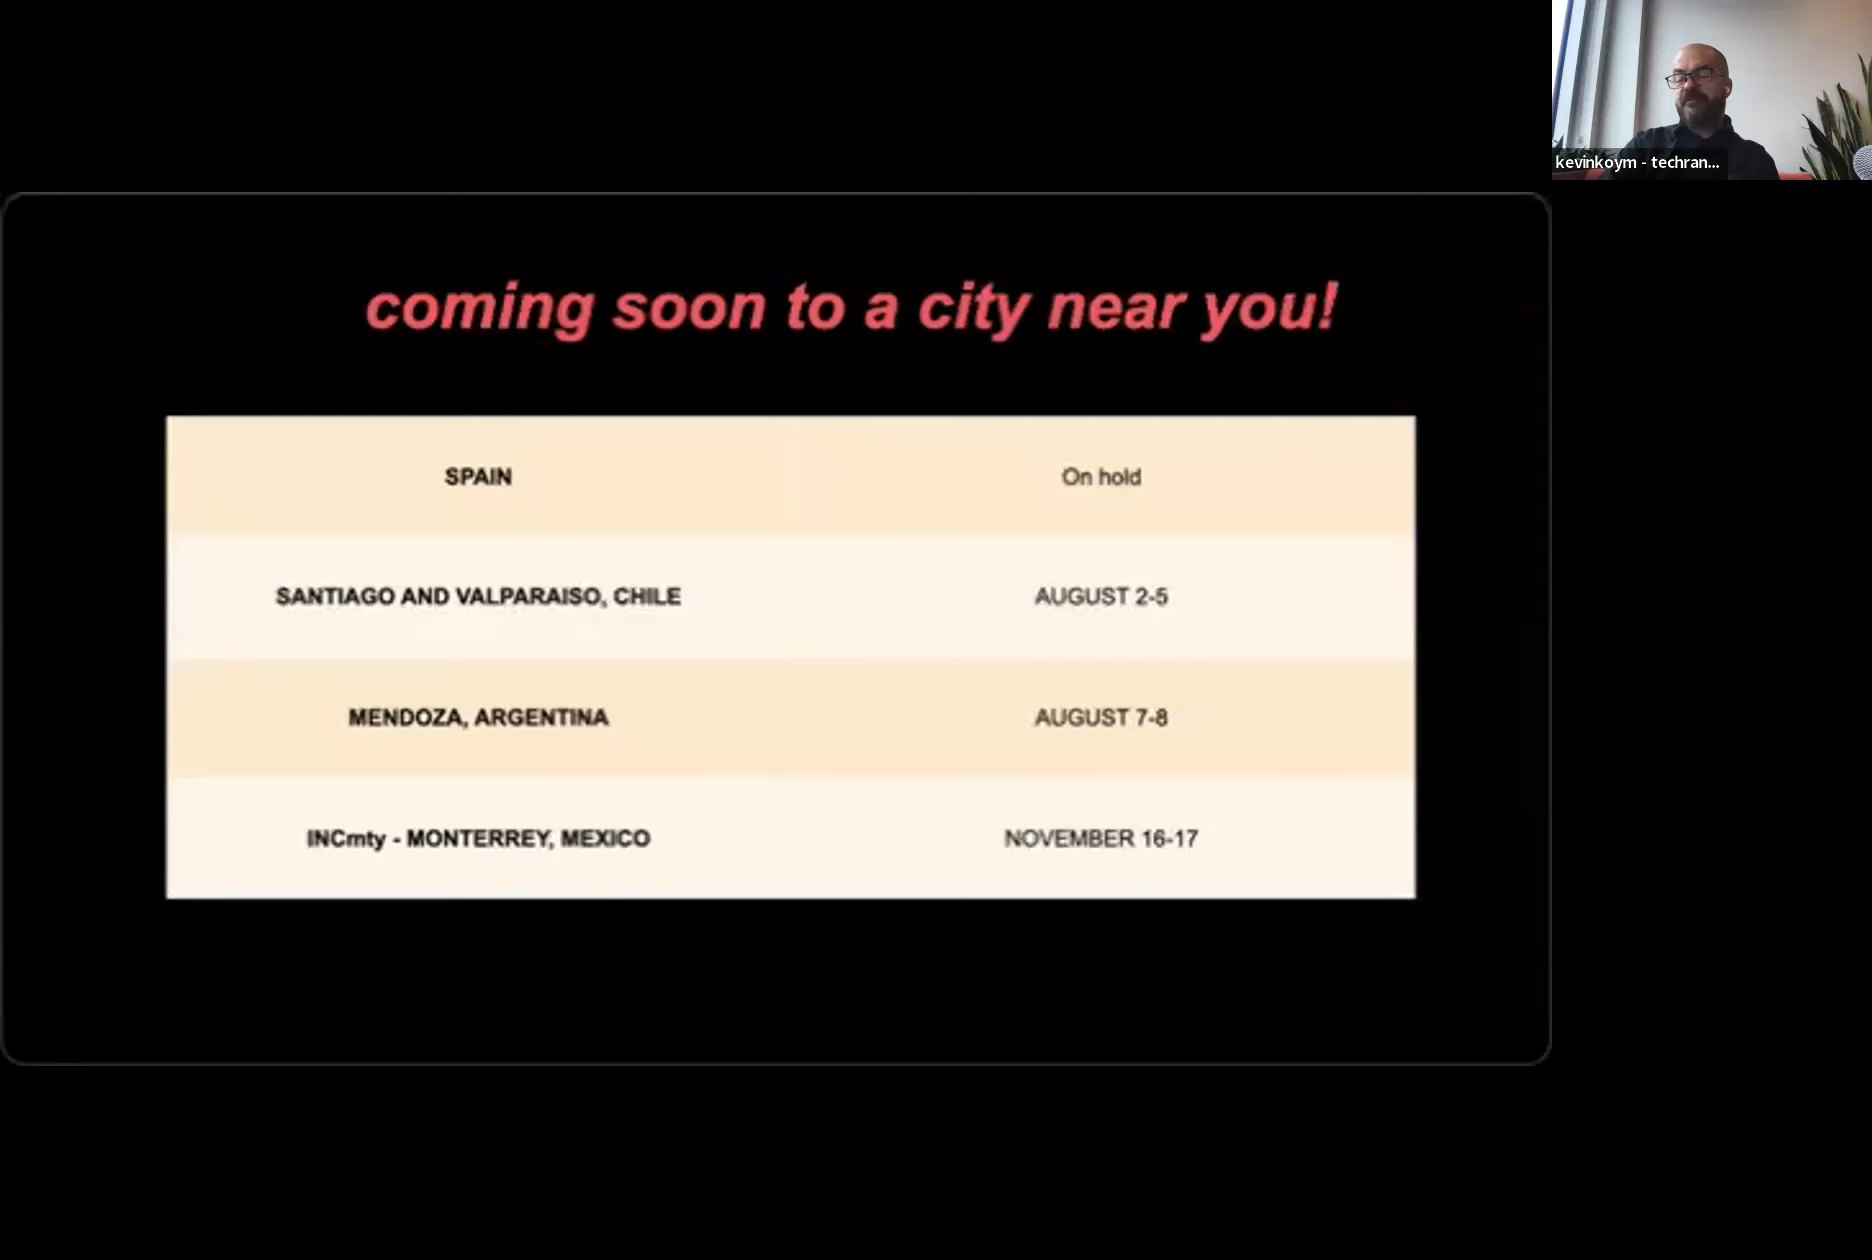 kevinkoym - techran...
coming soon to a city near you!
SPAIN On hold
SANTIAGO AND VALPARAISO, CHILE AUGUST 2-5
MENDOZA, ARGENTINA AUGUST 7-8
INCmty - MONTERREY, MEXICO NOVEMBER 16-17